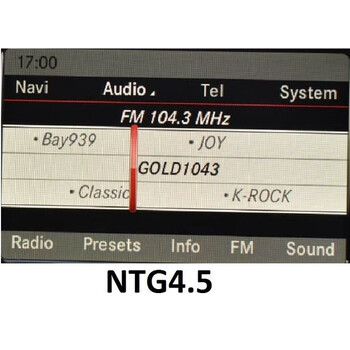 17:00
Navi Audio Tel System
FM 104.3 MHz
•Bay939 •JOY
GOLD1043
•Classic •K-ROCK
Radio Presets Info FM Sound
NTG4.5